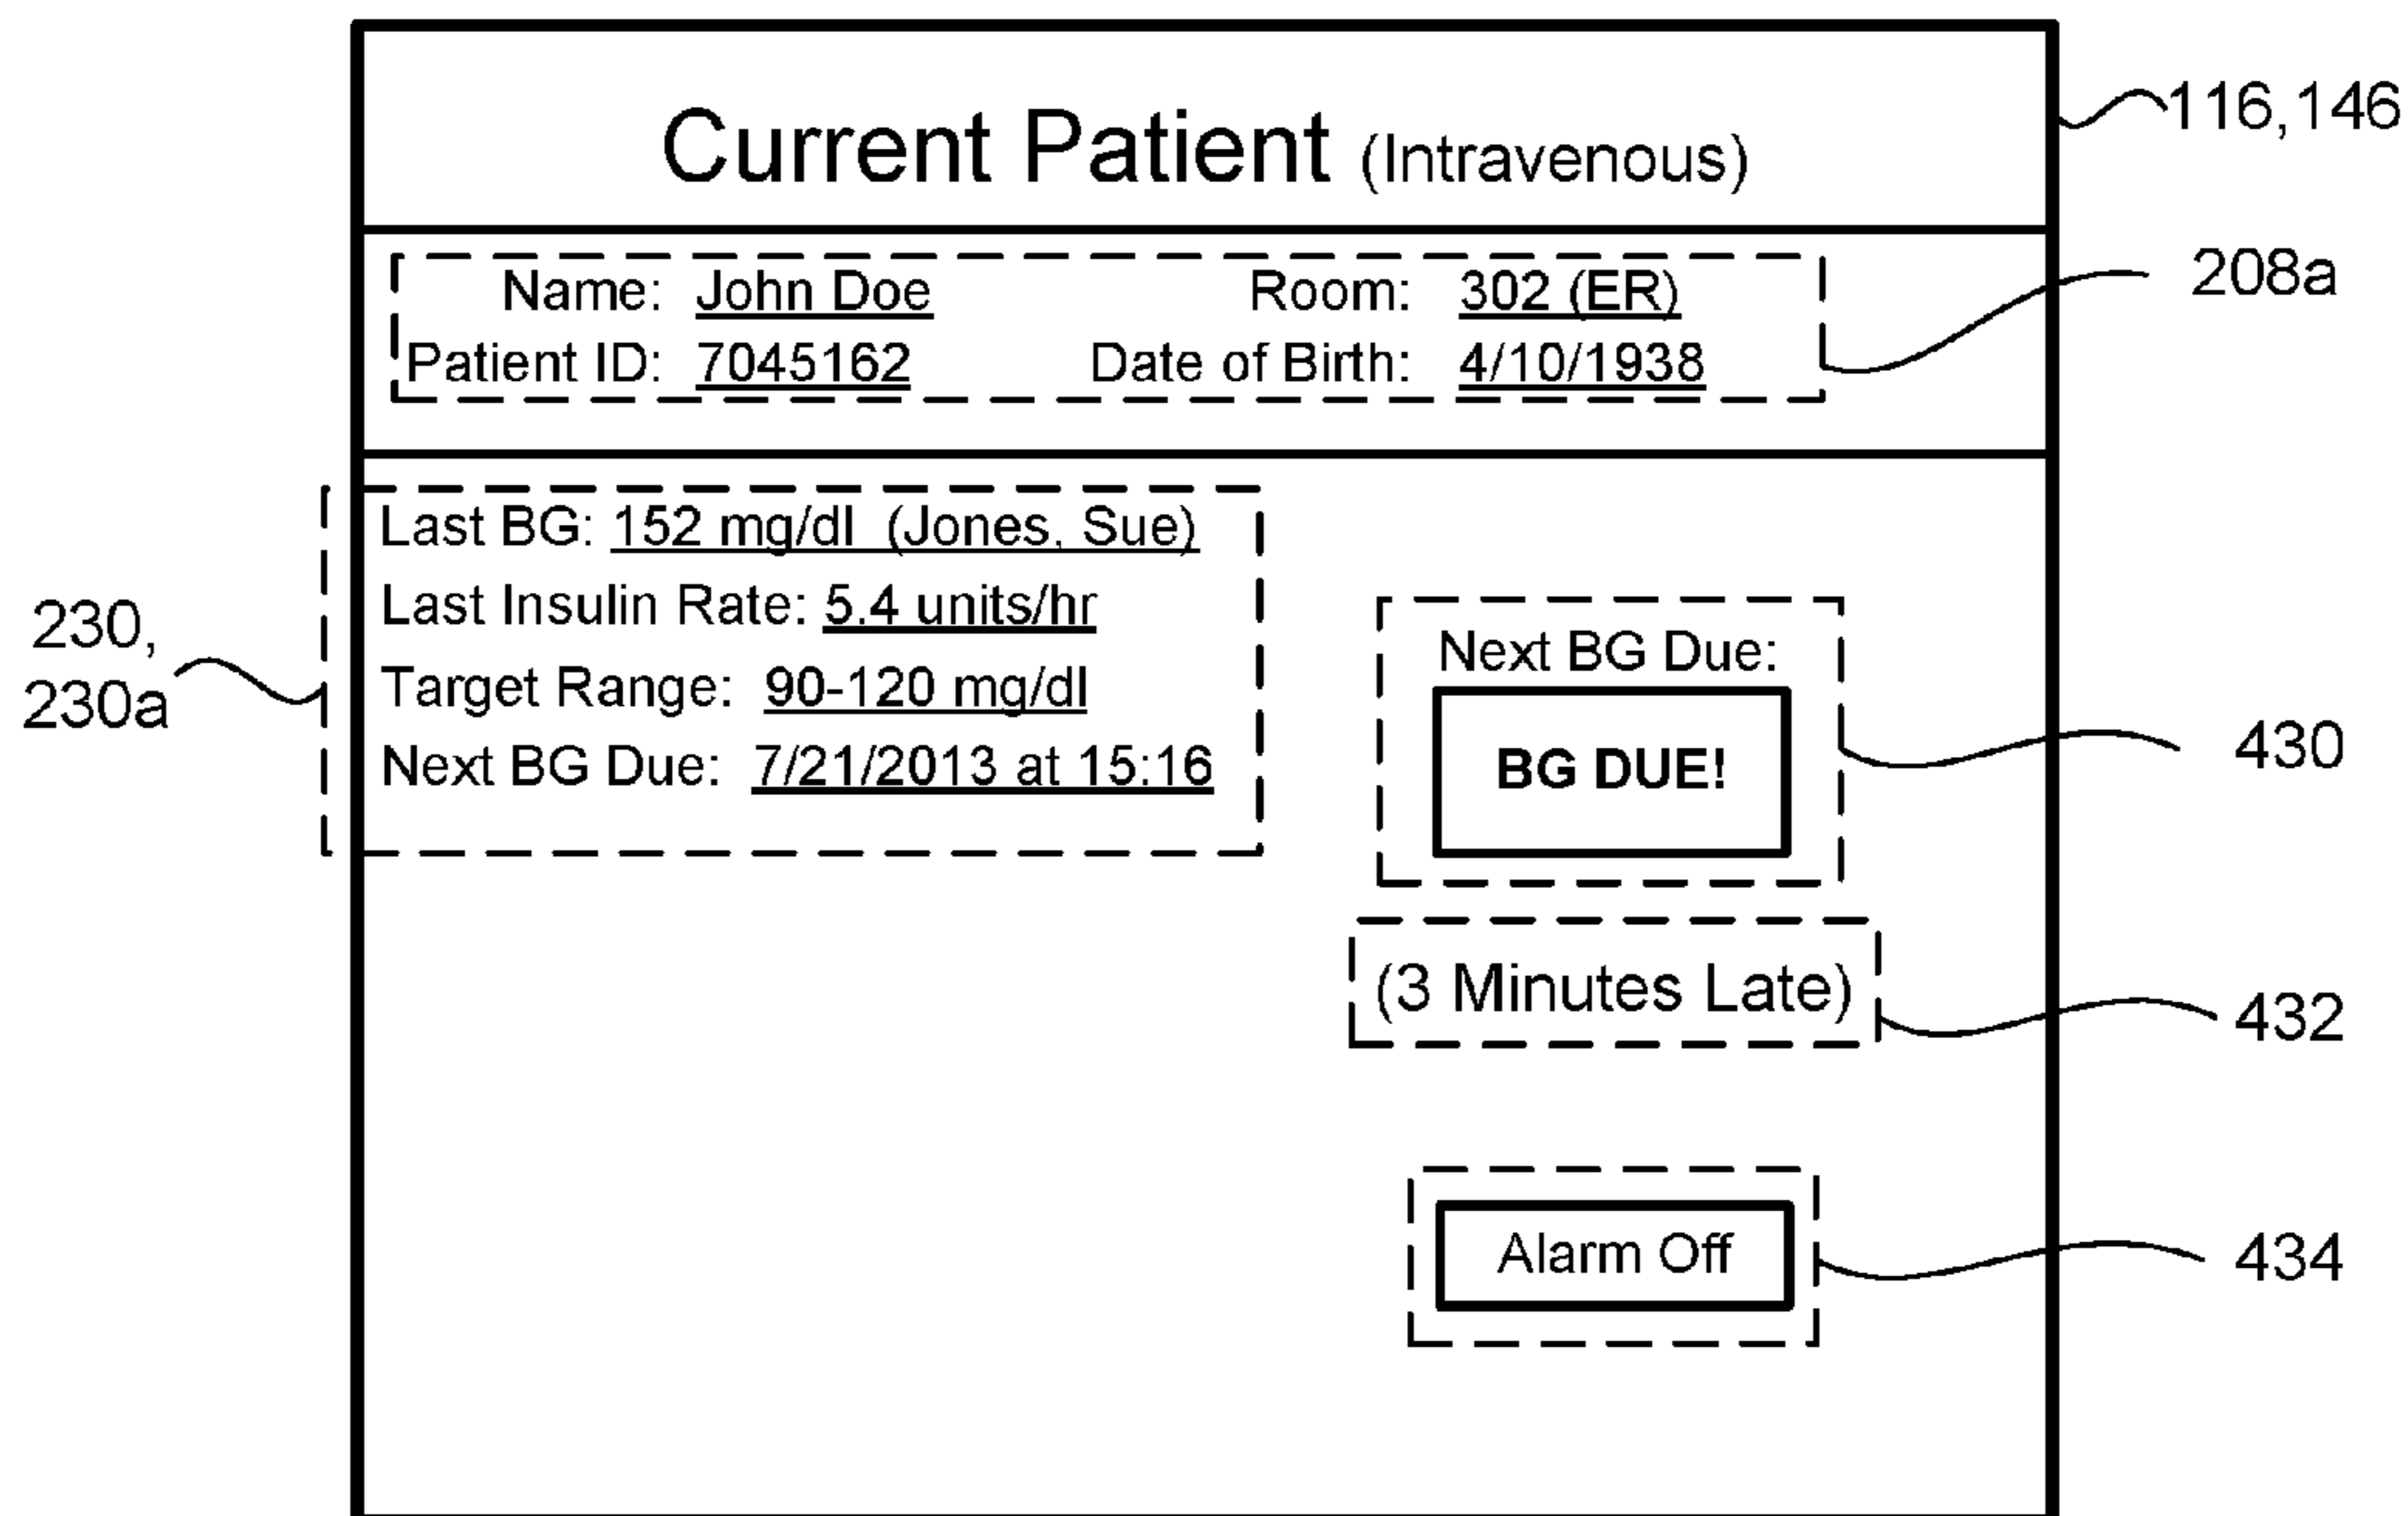 Current Patient (Intravenous)
116,146
Name: John Doe Room: 302 (ER)
208a
Patient ID: 7045162 Date of Birth: 4/10/1938
Last BG: 152 mg/dl (Jones, Sue)
Last Insulin Rate: 5.4 units/hr
Target Range: 90-120 mg/dl
Next BG Due: 7/21/2013 at 15:16
230,
230a
Next BG Due:
BG DUE!
430
(3 Minutes Late)
432
Alarm Off
434